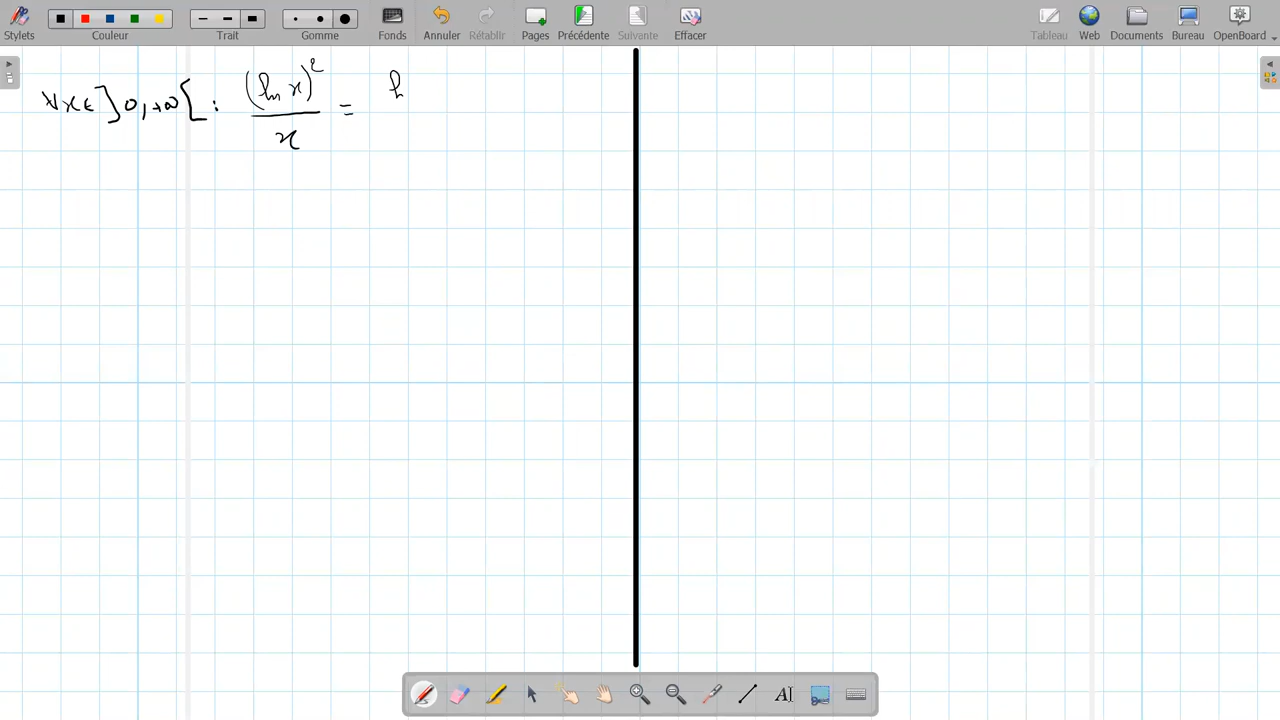 Stylets Couleur Trait Gomme Fonds Annuler Rétablir Pages Précédente Suivante Effacer Tableau Web Documents Bureau OpenBoard
∀x∈]0,+∞[ : (ln x)² / x =
AI